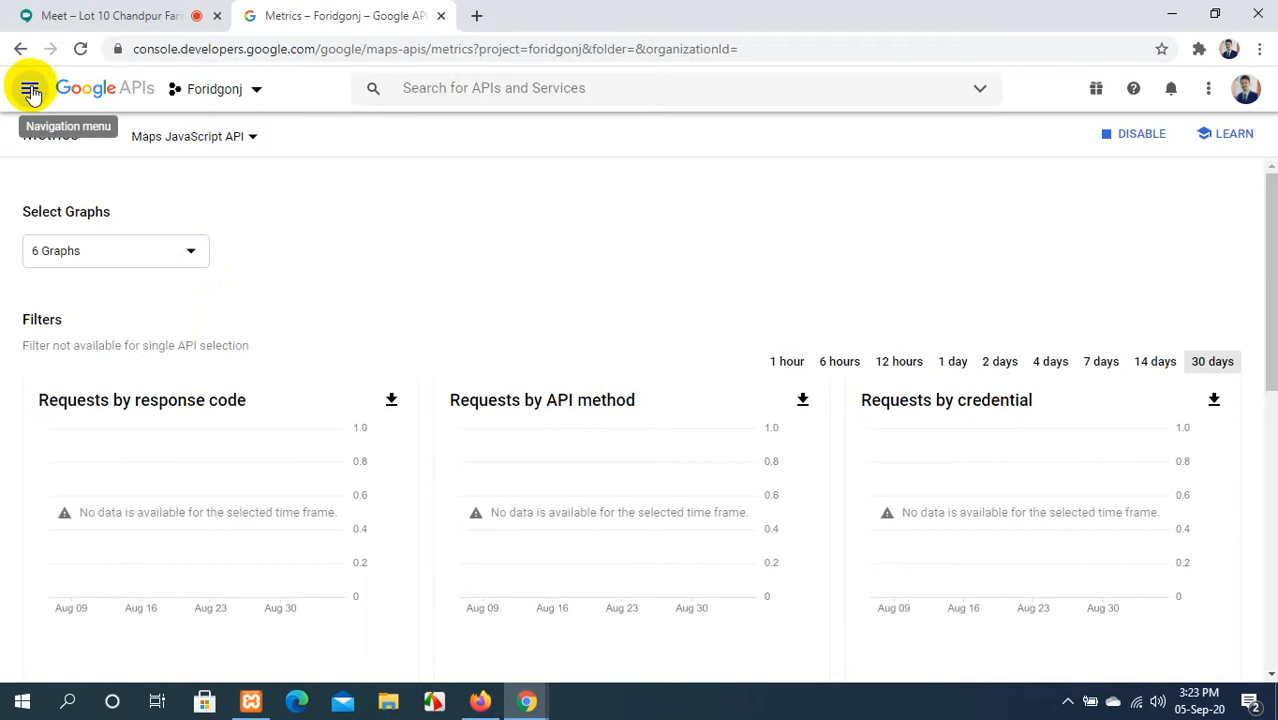 Meet – Lot 10 Chandpur Fare
Metrics – Foridgonj – Google API
console.developers.google.com/google/maps-apis/metrics?project=foridgonj&folder=&organizationId=
Google APIs
Foridgonj
Search for APIs and Services
Navigation menu
Metrics
Maps JavaScript API
DISABLE
LEARN
Select Graphs
6 Graphs
Filters
Filter not available for single API selection
1 hour 6 hours 12 hours 1 day 2 days 4 days 7 days 14 days 30 days
Requests by response code
1.0
0.8
0.6
No data is available for the selected time frame.
0.4
0.2
0
Aug 09 Aug 16 Aug 23 Aug 30
Requests by API method
1.0
0.8
0.6
No data is available for the selected time frame.
0.4
0.2
0
Aug 09 Aug 16 Aug 23 Aug 30
Requests by credential
1.0
0.8
0.6
No data is available for the selected time frame.
0.4
0.2
0
Aug 09 Aug 16 Aug 23 Aug 30
3:23 PM
05-Sep-20
2